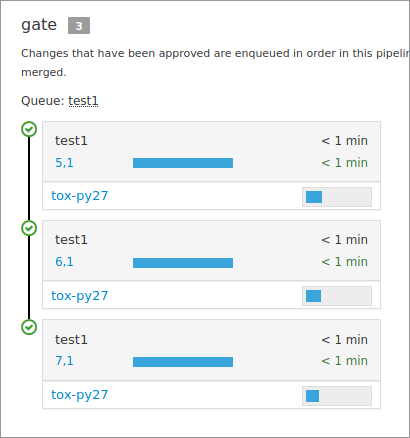 gate 3
Changes that have been approved are enqueued in order in this pipelin
merged.
Queue: test1
test1 < 1 min
5,1 < 1 min
tox-py27
test1 < 1 min
6,1 < 1 min
tox-py27
test1 < 1 min
7,1 < 1 min
tox-py27